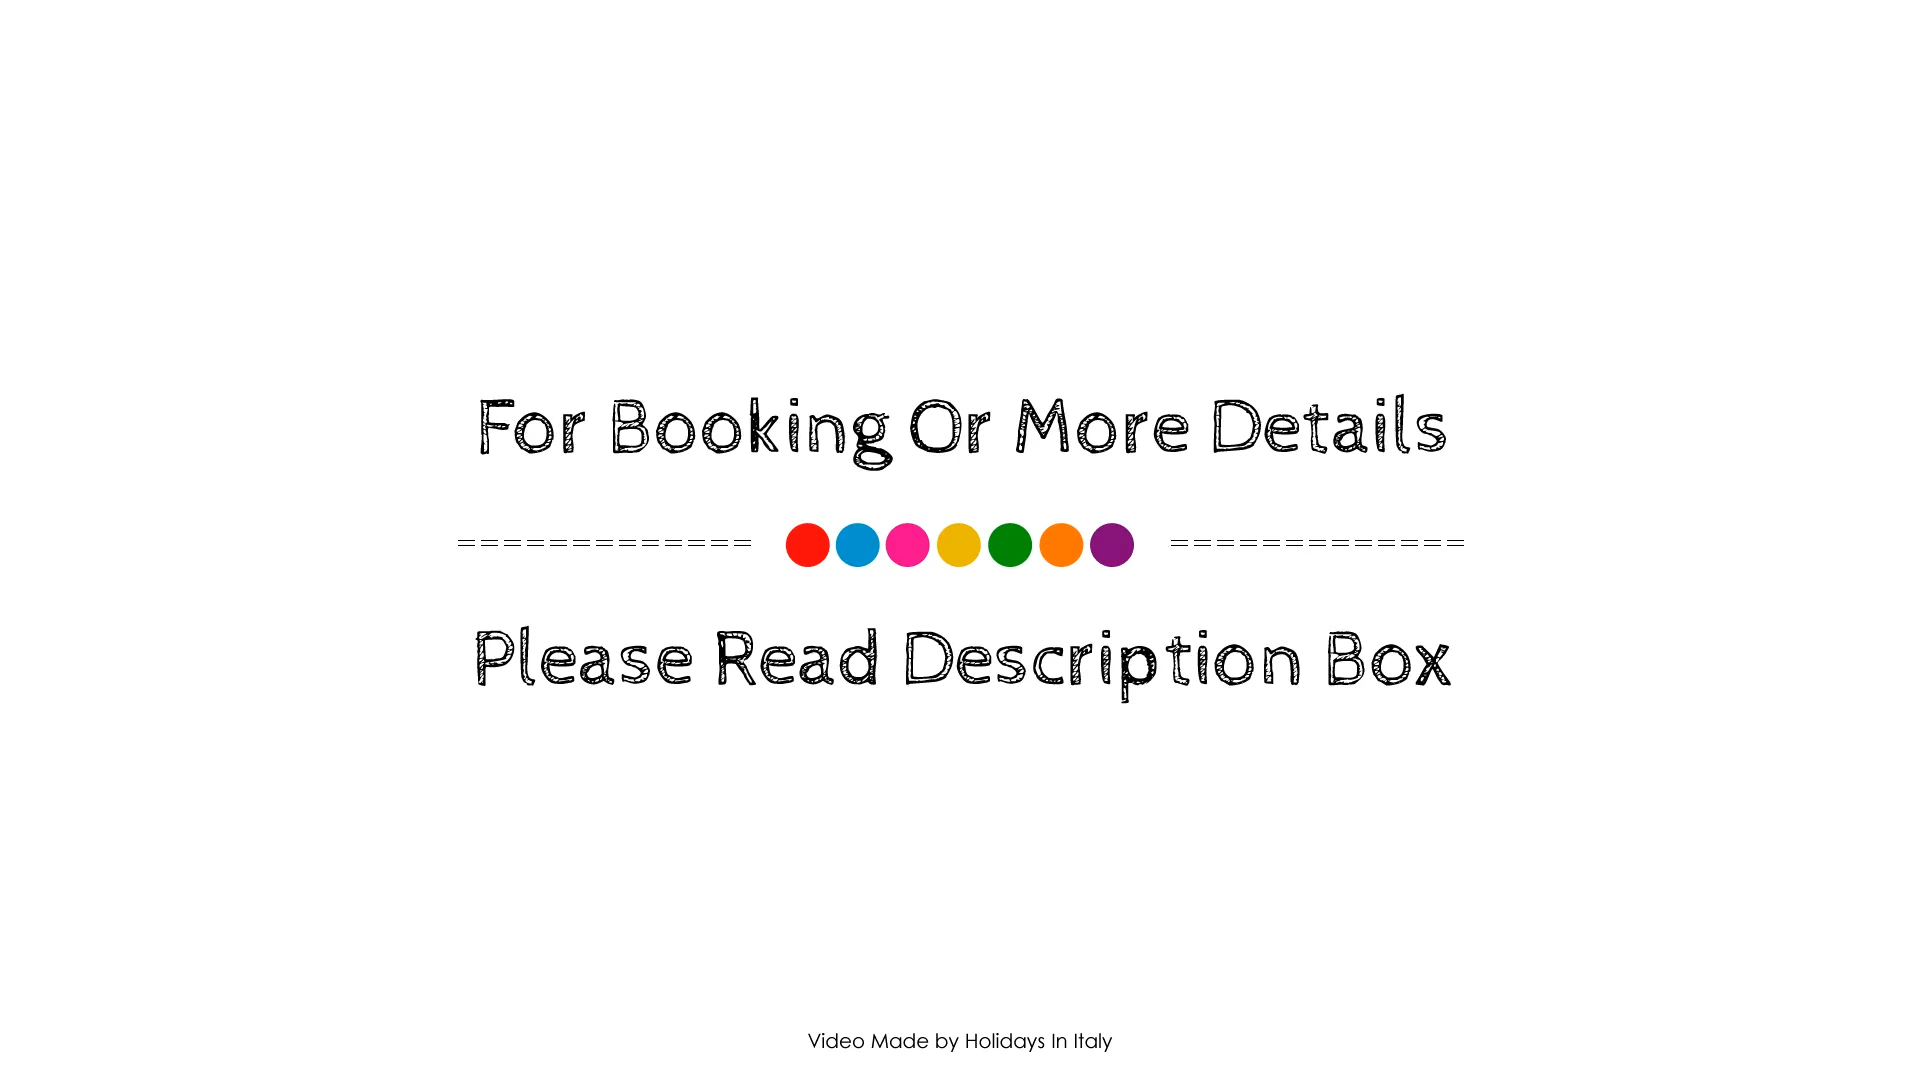 For Booking Or More Details
============= =============
Please Read Description Box
Video Made by Holidays In Italy